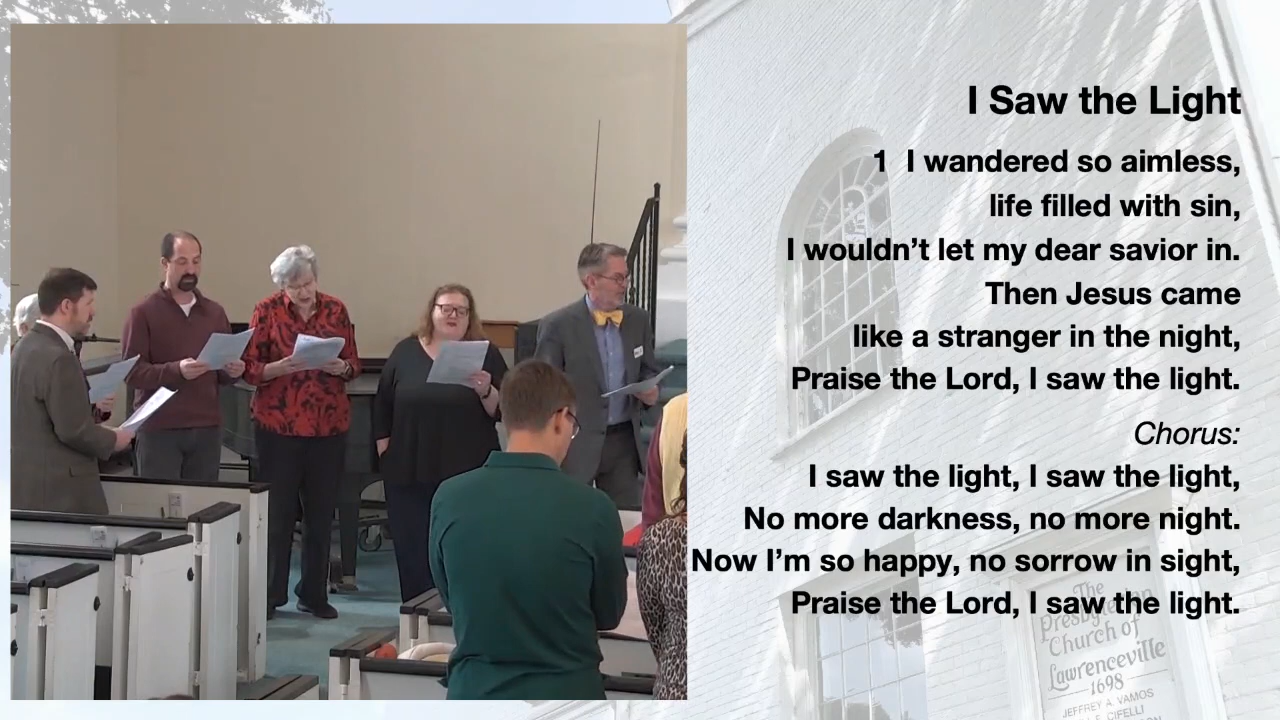 I Saw the Light
1 I wandered so aimless,
life filled with sin,
I wouldn’t let my dear savior in.
Then Jesus came
like a stranger in the night,
Praise the Lord, I saw the light.
Chorus:
I saw the light, I saw the light,
No more darkness, no more night.
Now I’m so happy, no sorrow in sight,
Praise the Lord, I saw the light.
The
Presbyterian
Church of
Lawrenceville
1698
JEFFREY A. VAMOS
CIFELLI